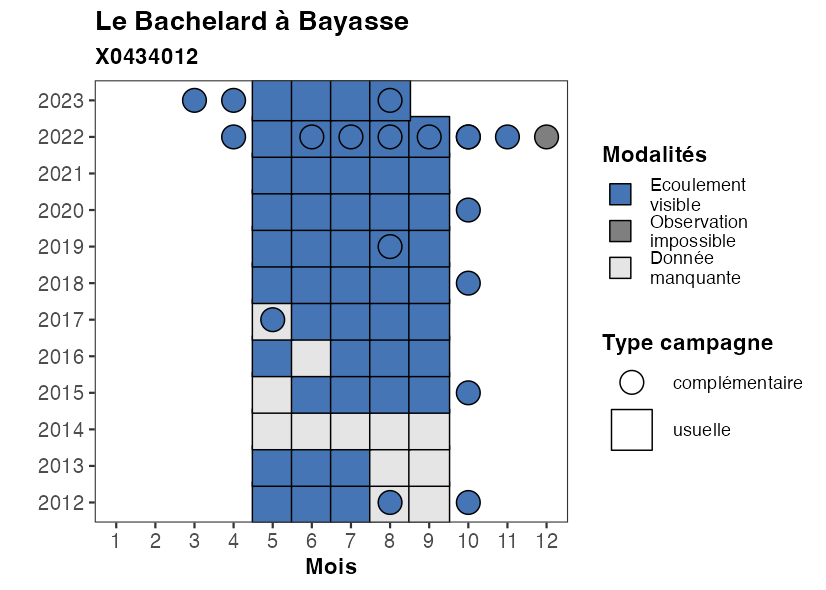 Le Bachelard à Bayasse
X0434012
2023
2022
2021
2020
2019
2018
2017
2016
2015
2014
2013
2012
1 2 3 4 5 6 7 8 9 10 11 12
Mois
Modalités
Ecoulement
visible
Observation
impossible
Donnée
manquante
Type campagne
complémentaire
usuelle